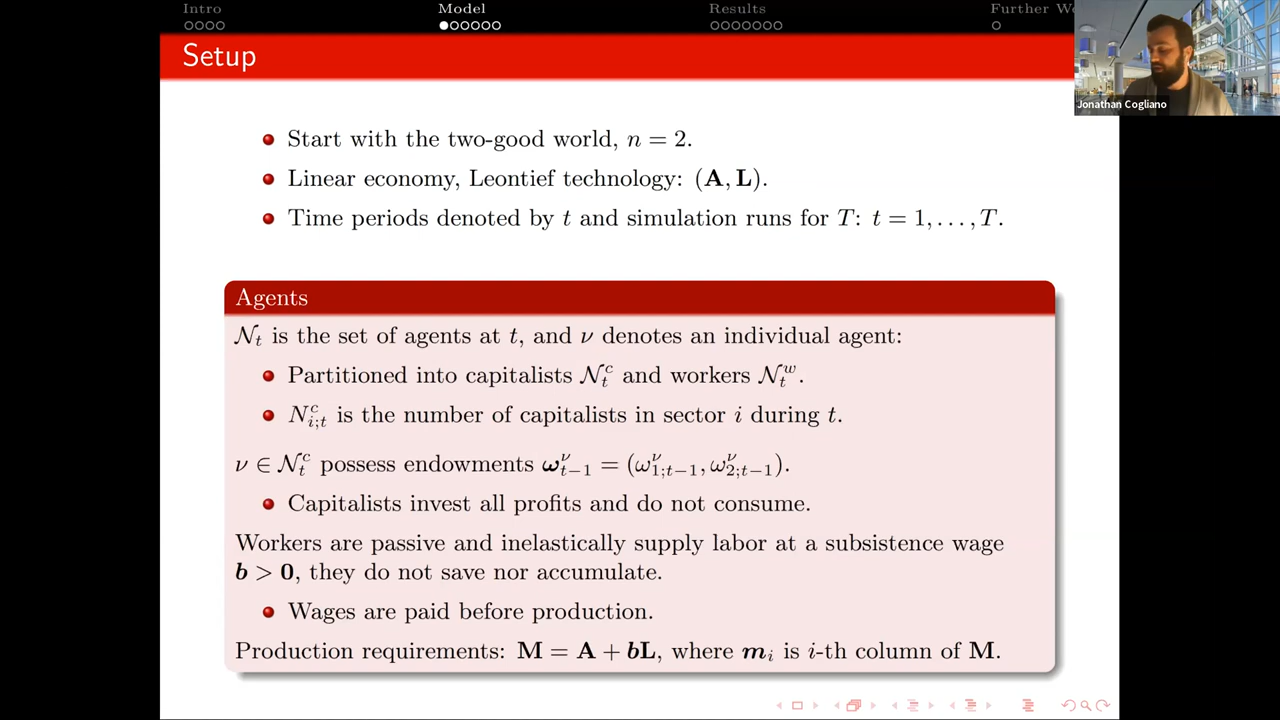 Intro Model Results Further Wo
Setup
Jonathan Cogliano
Start with the two-good world, n = 2.
Linear economy, Leontief technology: (A, L).
Time periods denoted by t and simulation runs for T: t = 1, . . . , T.
Agents
𝒩_t is the set of agents at t, and ν denotes an individual agent:
Partitioned into capitalists 𝒩_t^c and workers 𝒩_t^w.
N_{i;t}^c is the number of capitalists in sector i during t.
ν ∈ 𝒩_t^c possess endowments ω_{t−1}^ν = (ω_{1;t−1}^ν, ω_{2;t−1}^ν).
Capitalists invest all profits and do not consume.
Workers are passive and inelastically supply labor at a subsistence wage
b > 0, they do not save nor accumulate.
Wages are paid before production.
Production requirements: M = A + bL, where m_i is i-th column of M.